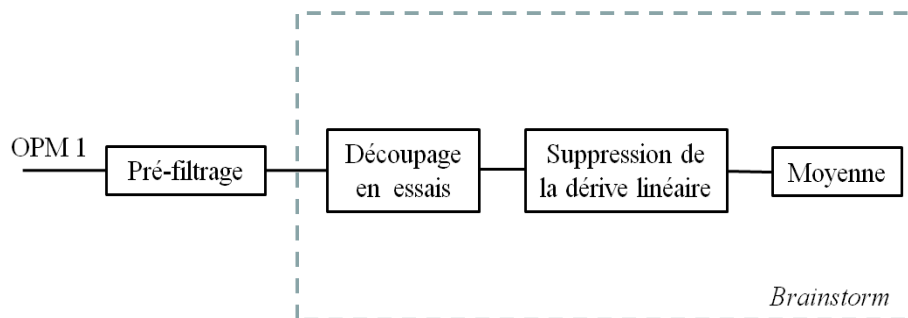 OPM 1
Pré-filtrage
Découpage
en essais
Suppression de
la dérive linéaire
Moyenne
Brainstorm